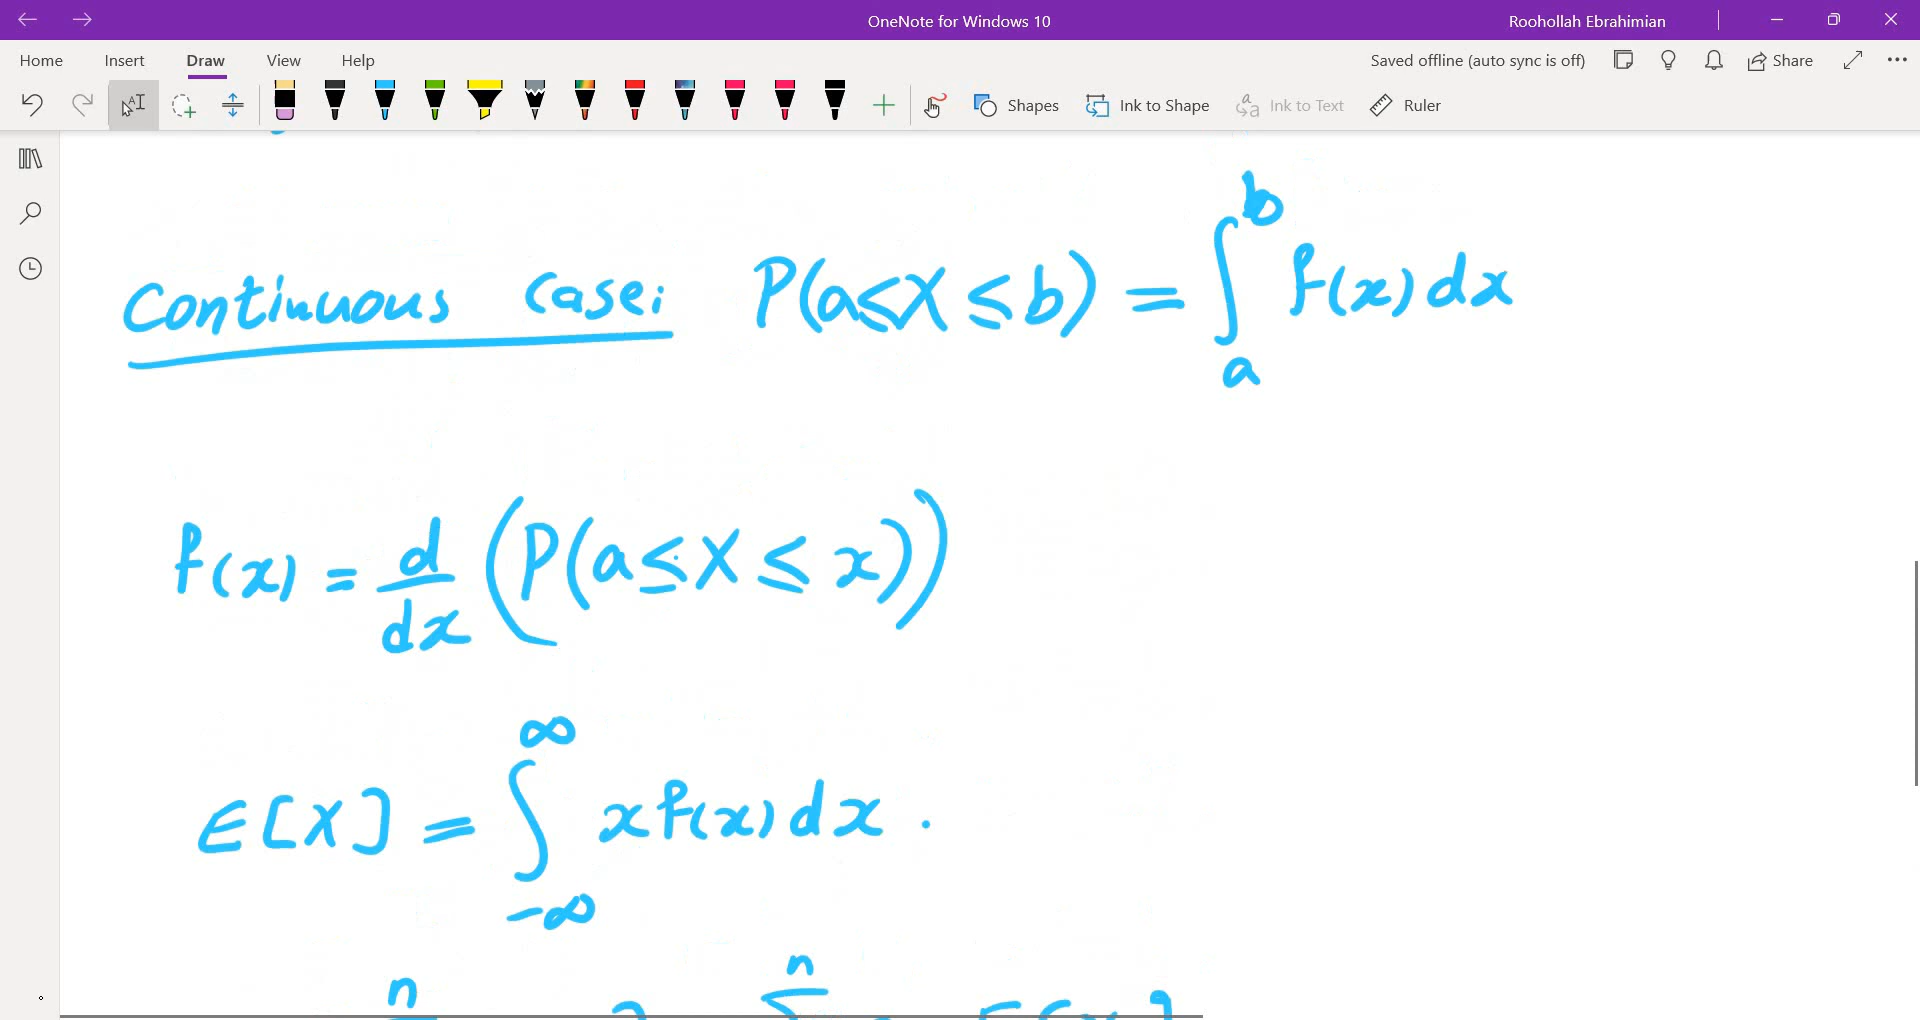 OneNote for Windows 10
Roohollah Ebrahimian
Home Insert Draw View Help
Saved offline (auto sync is off) Share
Shapes Ink to Shape Ink to Text Ruler
Continuous Case: P(a≤X≤b) = ∫_a^b f(x)dx
f(x) = d/dx (P(a≤X≤x))
E[X] = ∫_{-∞}^{∞} x f(x) dx .
n n